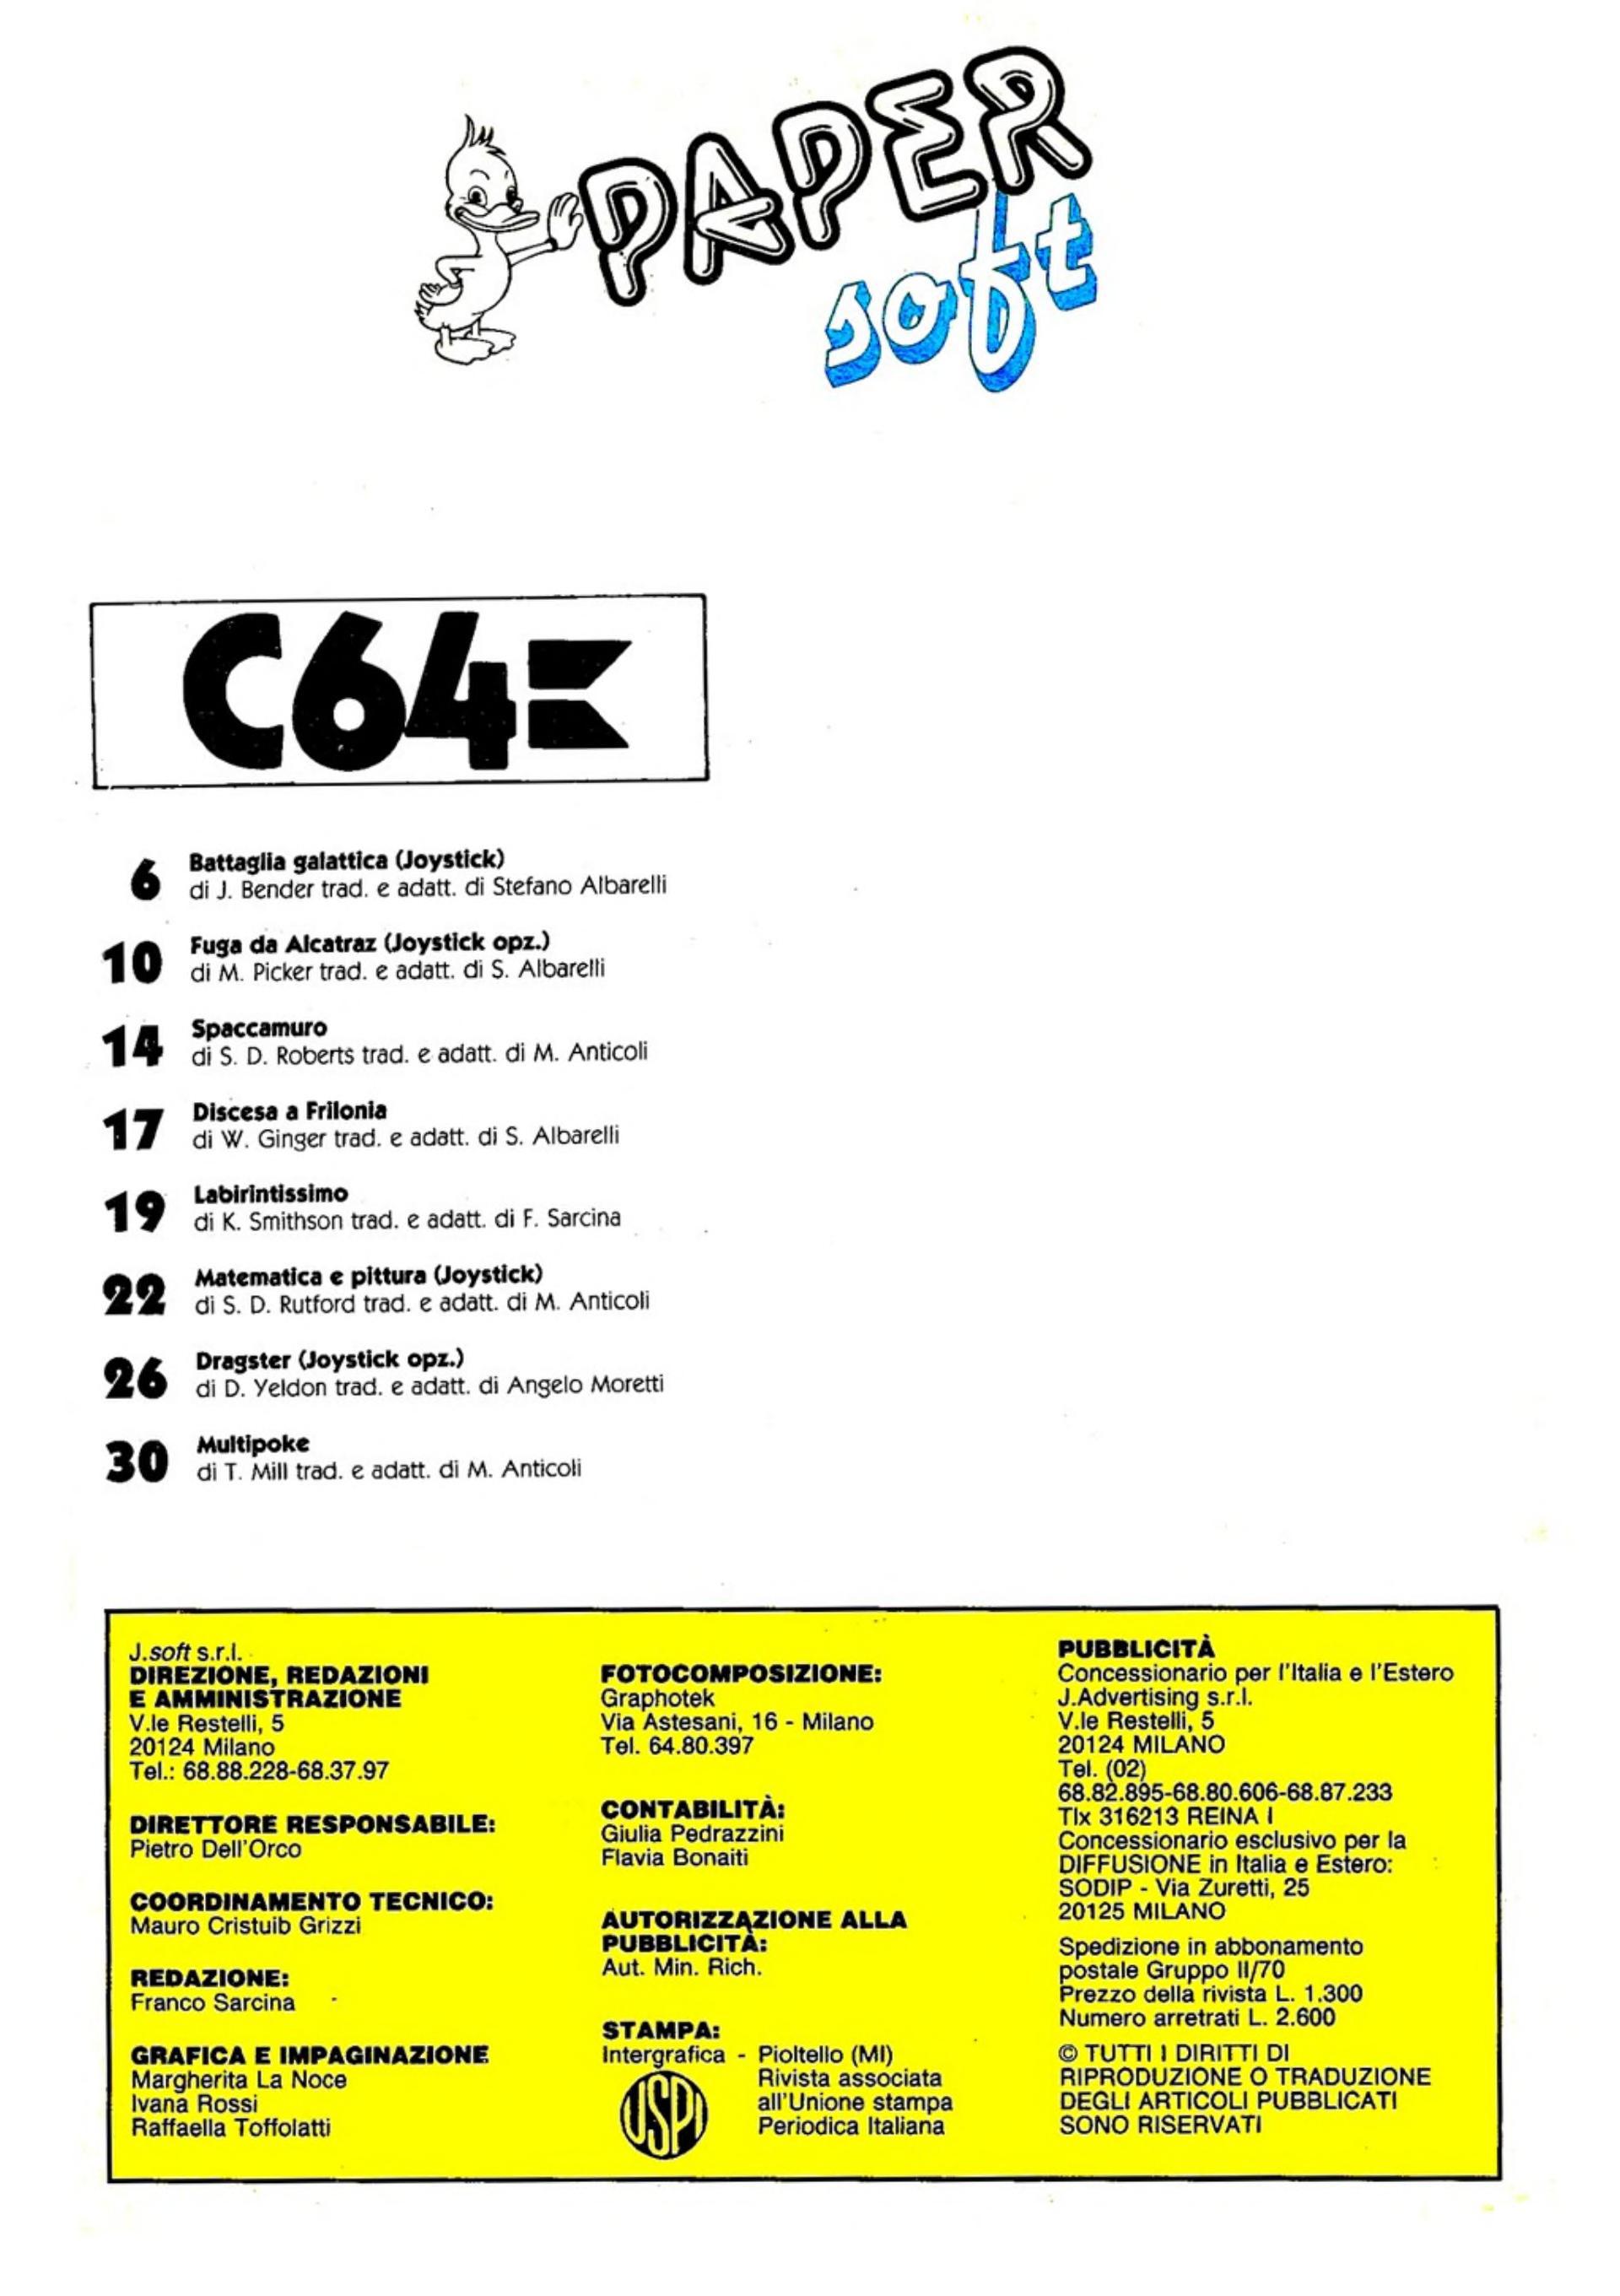 PAPER
soft
C64
6
Battaglia galattica (Joystick)
di J. Bender trad. e adatt. di Stefano Albarelli
10
Fuga da Alcatraz (Joystick opz.)
di M. Picker trad. e adatt. di S. Albarelli
14
Spaccamuro
di S. D. Roberts trad. e adatt. di M. Anticoli
17
Discesa a Frilonia
di W. Ginger trad. e adatt. di S. Albarelli
19
Labirintissimo
di K. Smithson trad. e adatt. di F. Sarcina
22
Matematica e pittura (Joystick)
di S. D. Rutford trad. e adatt. di M. Anticoli
26
Dragster (Joystick opz.)
di D. Yeldon trad. e adatt. di Angelo Moretti
30
Multipoke
di T. Mill trad. e adatt. di M. Anticoli
J.soft s.r.l.
DIREZIONE, REDAZIONI
E AMMINISTRAZIONE
V.le Restelli, 5
20124 Milano
Tel.: 68.88.228-68.37.97
DIRETTORE RESPONSABILE:
Pietro Dell'Orco
COORDINAMENTO TECNICO:
Mauro Cristuib Grizzi
REDAZIONE:
Franco Sarcina
GRAFICA E IMPAGINAZIONE
Margherita La Noce
Ivana Rossi
Raffaella Toffolatti
FOTOCOMPOSIZIONE:
Graphotek
Via Astesani, 16 - Milano
Tel. 64.80.397
CONTABILITÀ:
Giulia Pedrazzini
Flavia Bonaiti
AUTORIZZAZIONE ALLA
PUBBLICITÀ:
Aut. Min. Rich.
STAMPA:
Intergrafica - Pioltello (MI)
USPI
Rivista associata
all'Unione stampa
Periodica Italiana
PUBBLICITÀ
Concessionario per l'Italia e l'Estero
J.Advertising s.r.l.
V.le Restelli, 5
20124 MILANO
Tel. (02)
68.82.895-68.80.606-68.87.233
Tlx 316213 REINA I
Concessionario esclusivo per la
DIFFUSIONE in Italia e Estero:
SODIP - Via Zuretti, 25
20125 MILANO
Spedizione in abbonamento
postale Gruppo II/70
Prezzo della rivista L. 1.300
Numero arretrati L. 2.600
© TUTTI I DIRITTI DI
RIPRODUZIONE O TRADUZIONE
DEGLI ARTICOLI PUBBLICATI
SONO RISERVATI